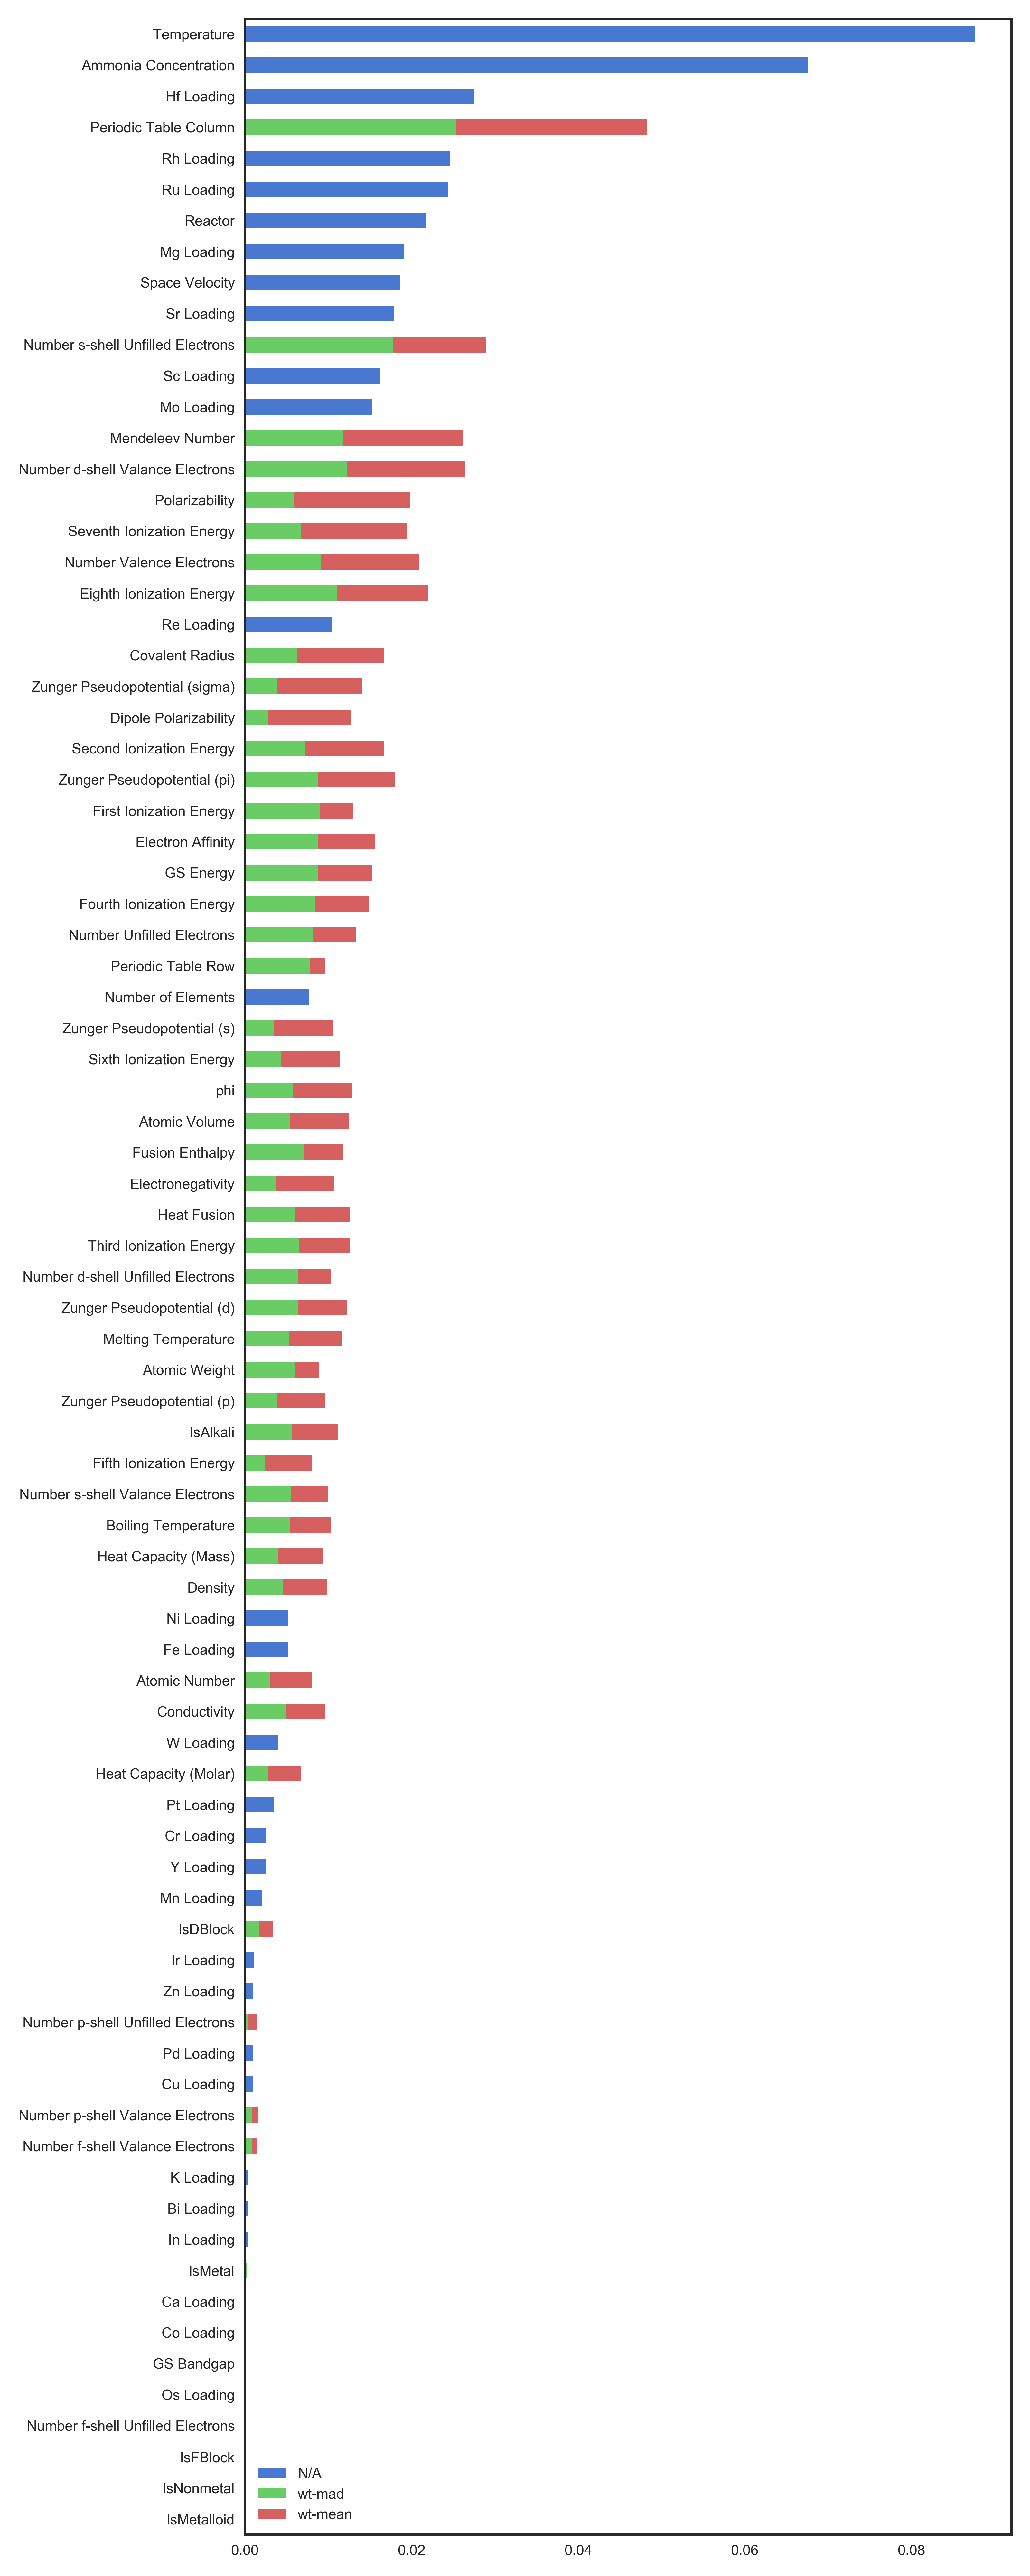 Temperature
Ammonia Concentration
Hf Loading
Periodic Table Column
Rh Loading
Ru Loading
Reactor
Mg Loading
Space Velocity
Sr Loading
Number s-shell Unfilled Electrons
Sc Loading
Mo Loading
Mendeleev Number
Number d-shell Valance Electrons
Polarizability
Seventh Ionization Energy
Number Valence Electrons
Eighth Ionization Energy
Re Loading
Covalent Radius
Zunger Pseudopotential (sigma)
Dipole Polarizability
Second Ionization Energy
Zunger Pseudopotential (pi)
First Ionization Energy
Electron Affinity
GS Energy
Fourth Ionization Energy
Number Unfilled Electrons
Periodic Table Row
Number of Elements
Zunger Pseudopotential (s)
Sixth Ionization Energy
phi
Atomic Volume
Fusion Enthalpy
Electronegativity
Heat Fusion
Third Ionization Energy
Number d-shell Unfilled Electrons
Zunger Pseudopotential (d)
Melting Temperature
Atomic Weight
Zunger Pseudopotential (p)
IsAlkali
Fifth Ionization Energy
Number s-shell Valance Electrons
Boiling Temperature
Heat Capacity (Mass)
Density
Ni Loading
Fe Loading
Atomic Number
Conductivity
W Loading
Heat Capacity (Molar)
Pt Loading
Cr Loading
Y Loading
Mn Loading
IsDBlock
Ir Loading
Zn Loading
Number p-shell Unfilled Electrons
Pd Loading
Cu Loading
Number p-shell Valance Electrons
Number f-shell Valance Electrons
K Loading
Bi Loading
In Loading
IsMetal
Ca Loading
Co Loading
GS Bandgap
Os Loading
Number f-shell Unfilled Electrons
IsFBlock
IsNonmetal
IsMetalloid
N/A
wt-mad
wt-mean
0.00 0.02 0.04 0.06 0.08